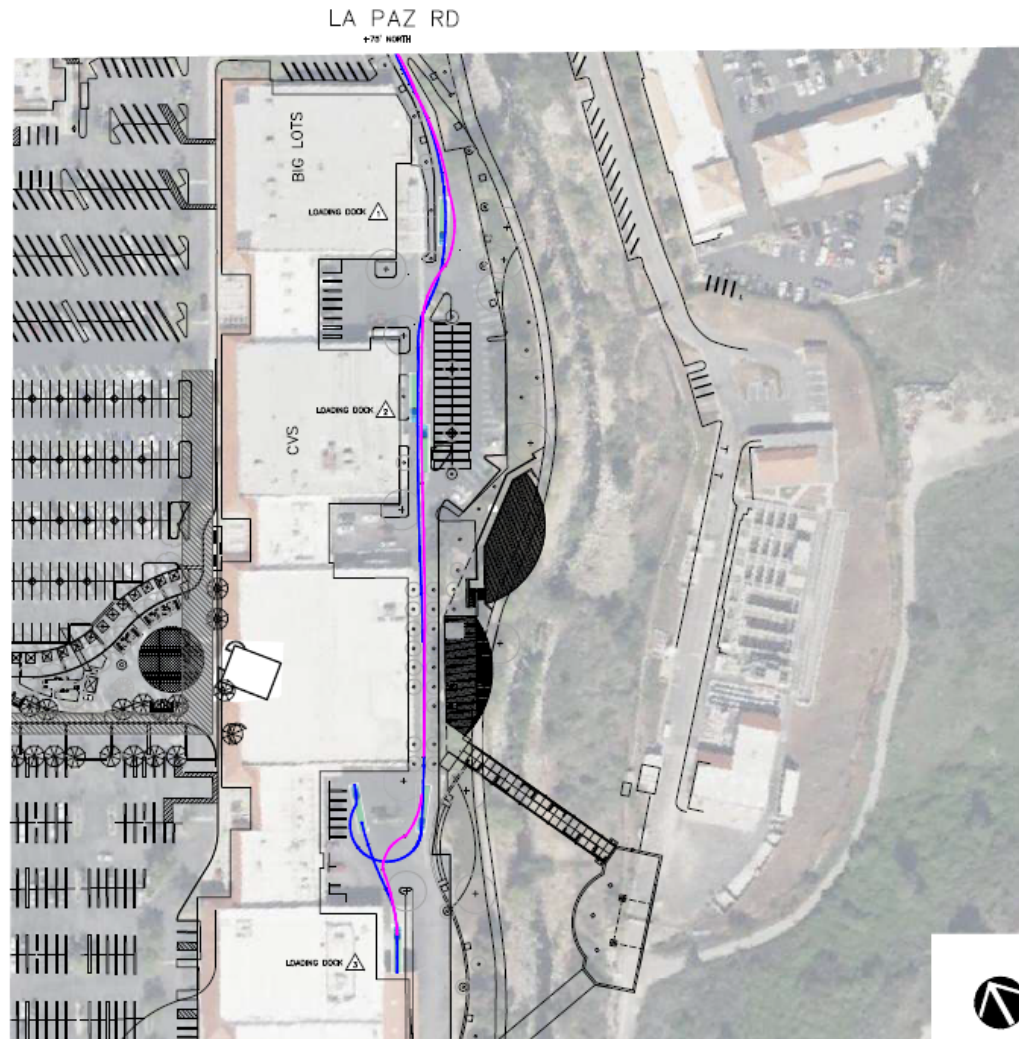 LA PAZ RD
+75' NORTH
BIG LOTS
LOADING DOCK 1
LOADING DOCK 2
CVS
LOADING DOCK 3